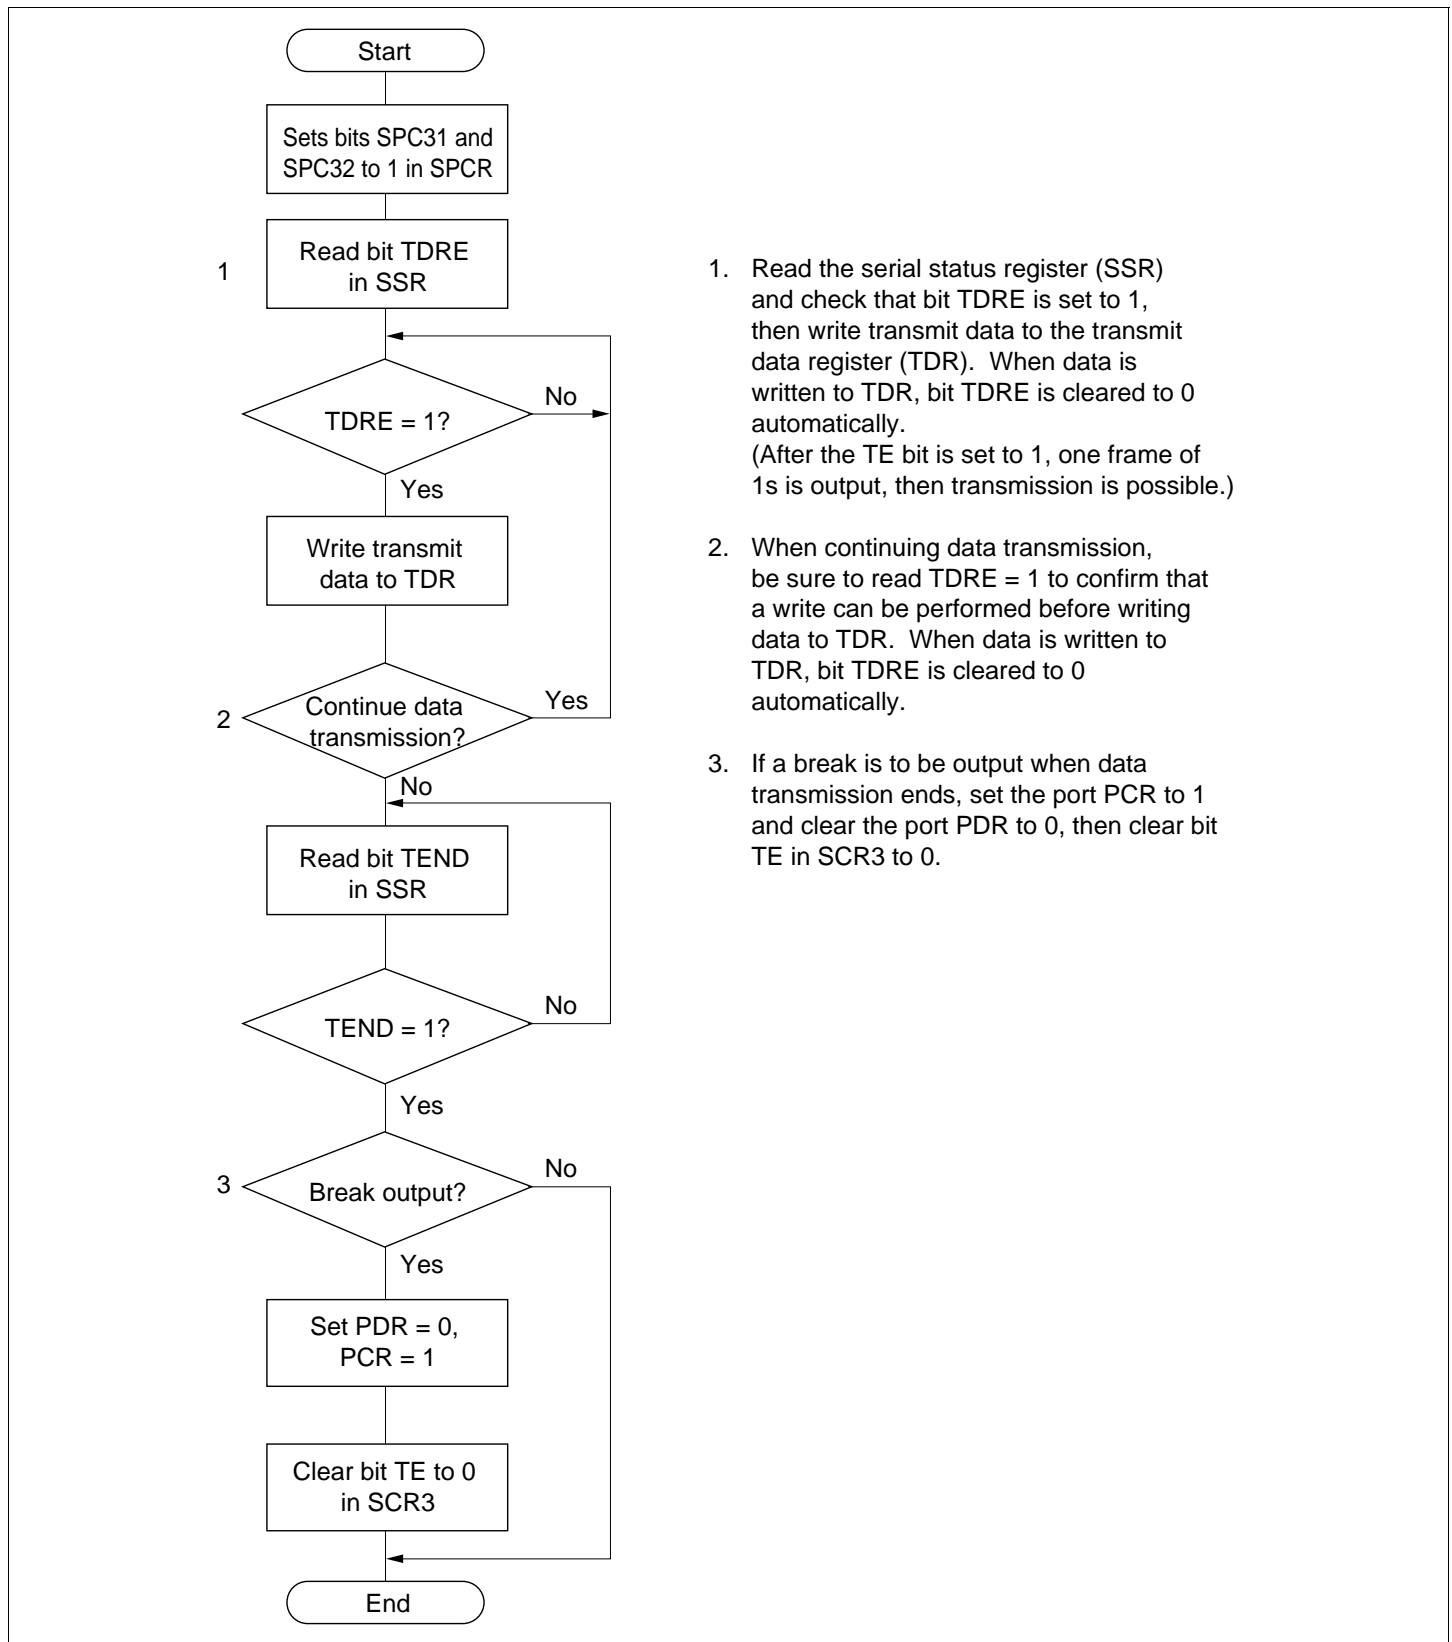 Start
Sets bits SPC31 and
SPC32 to 1 in SPCR
1
Read bit TDRE
in SSR
TDRE = 1?
No
Yes
Write transmit
data to TDR
2
Continue data
transmission?
Yes
No
Read bit TEND
in SSR
TEND = 1?
No
Yes
3
Break output?
No
Yes
Set PDR = 0,
PCR = 1
Clear bit TE to 0
in SCR3
End
1. Read the serial status register (SSR)
and check that bit TDRE is set to 1,
then write transmit data to the transmit
data register (TDR). When data is
written to TDR, bit TDRE is cleared to 0
automatically.
(After the TE bit is set to 1, one frame of
1s is output, then transmission is possible.)
2. When continuing data transmission,
be sure to read TDRE = 1 to confirm that
a write can be performed before writing
data to TDR. When data is written to
TDR, bit TDRE is cleared to 0
automatically.
3. If a break is to be output when data
transmission ends, set the port PCR to 1
and clear the port PDR to 0, then clear bit
TE in SCR3 to 0.